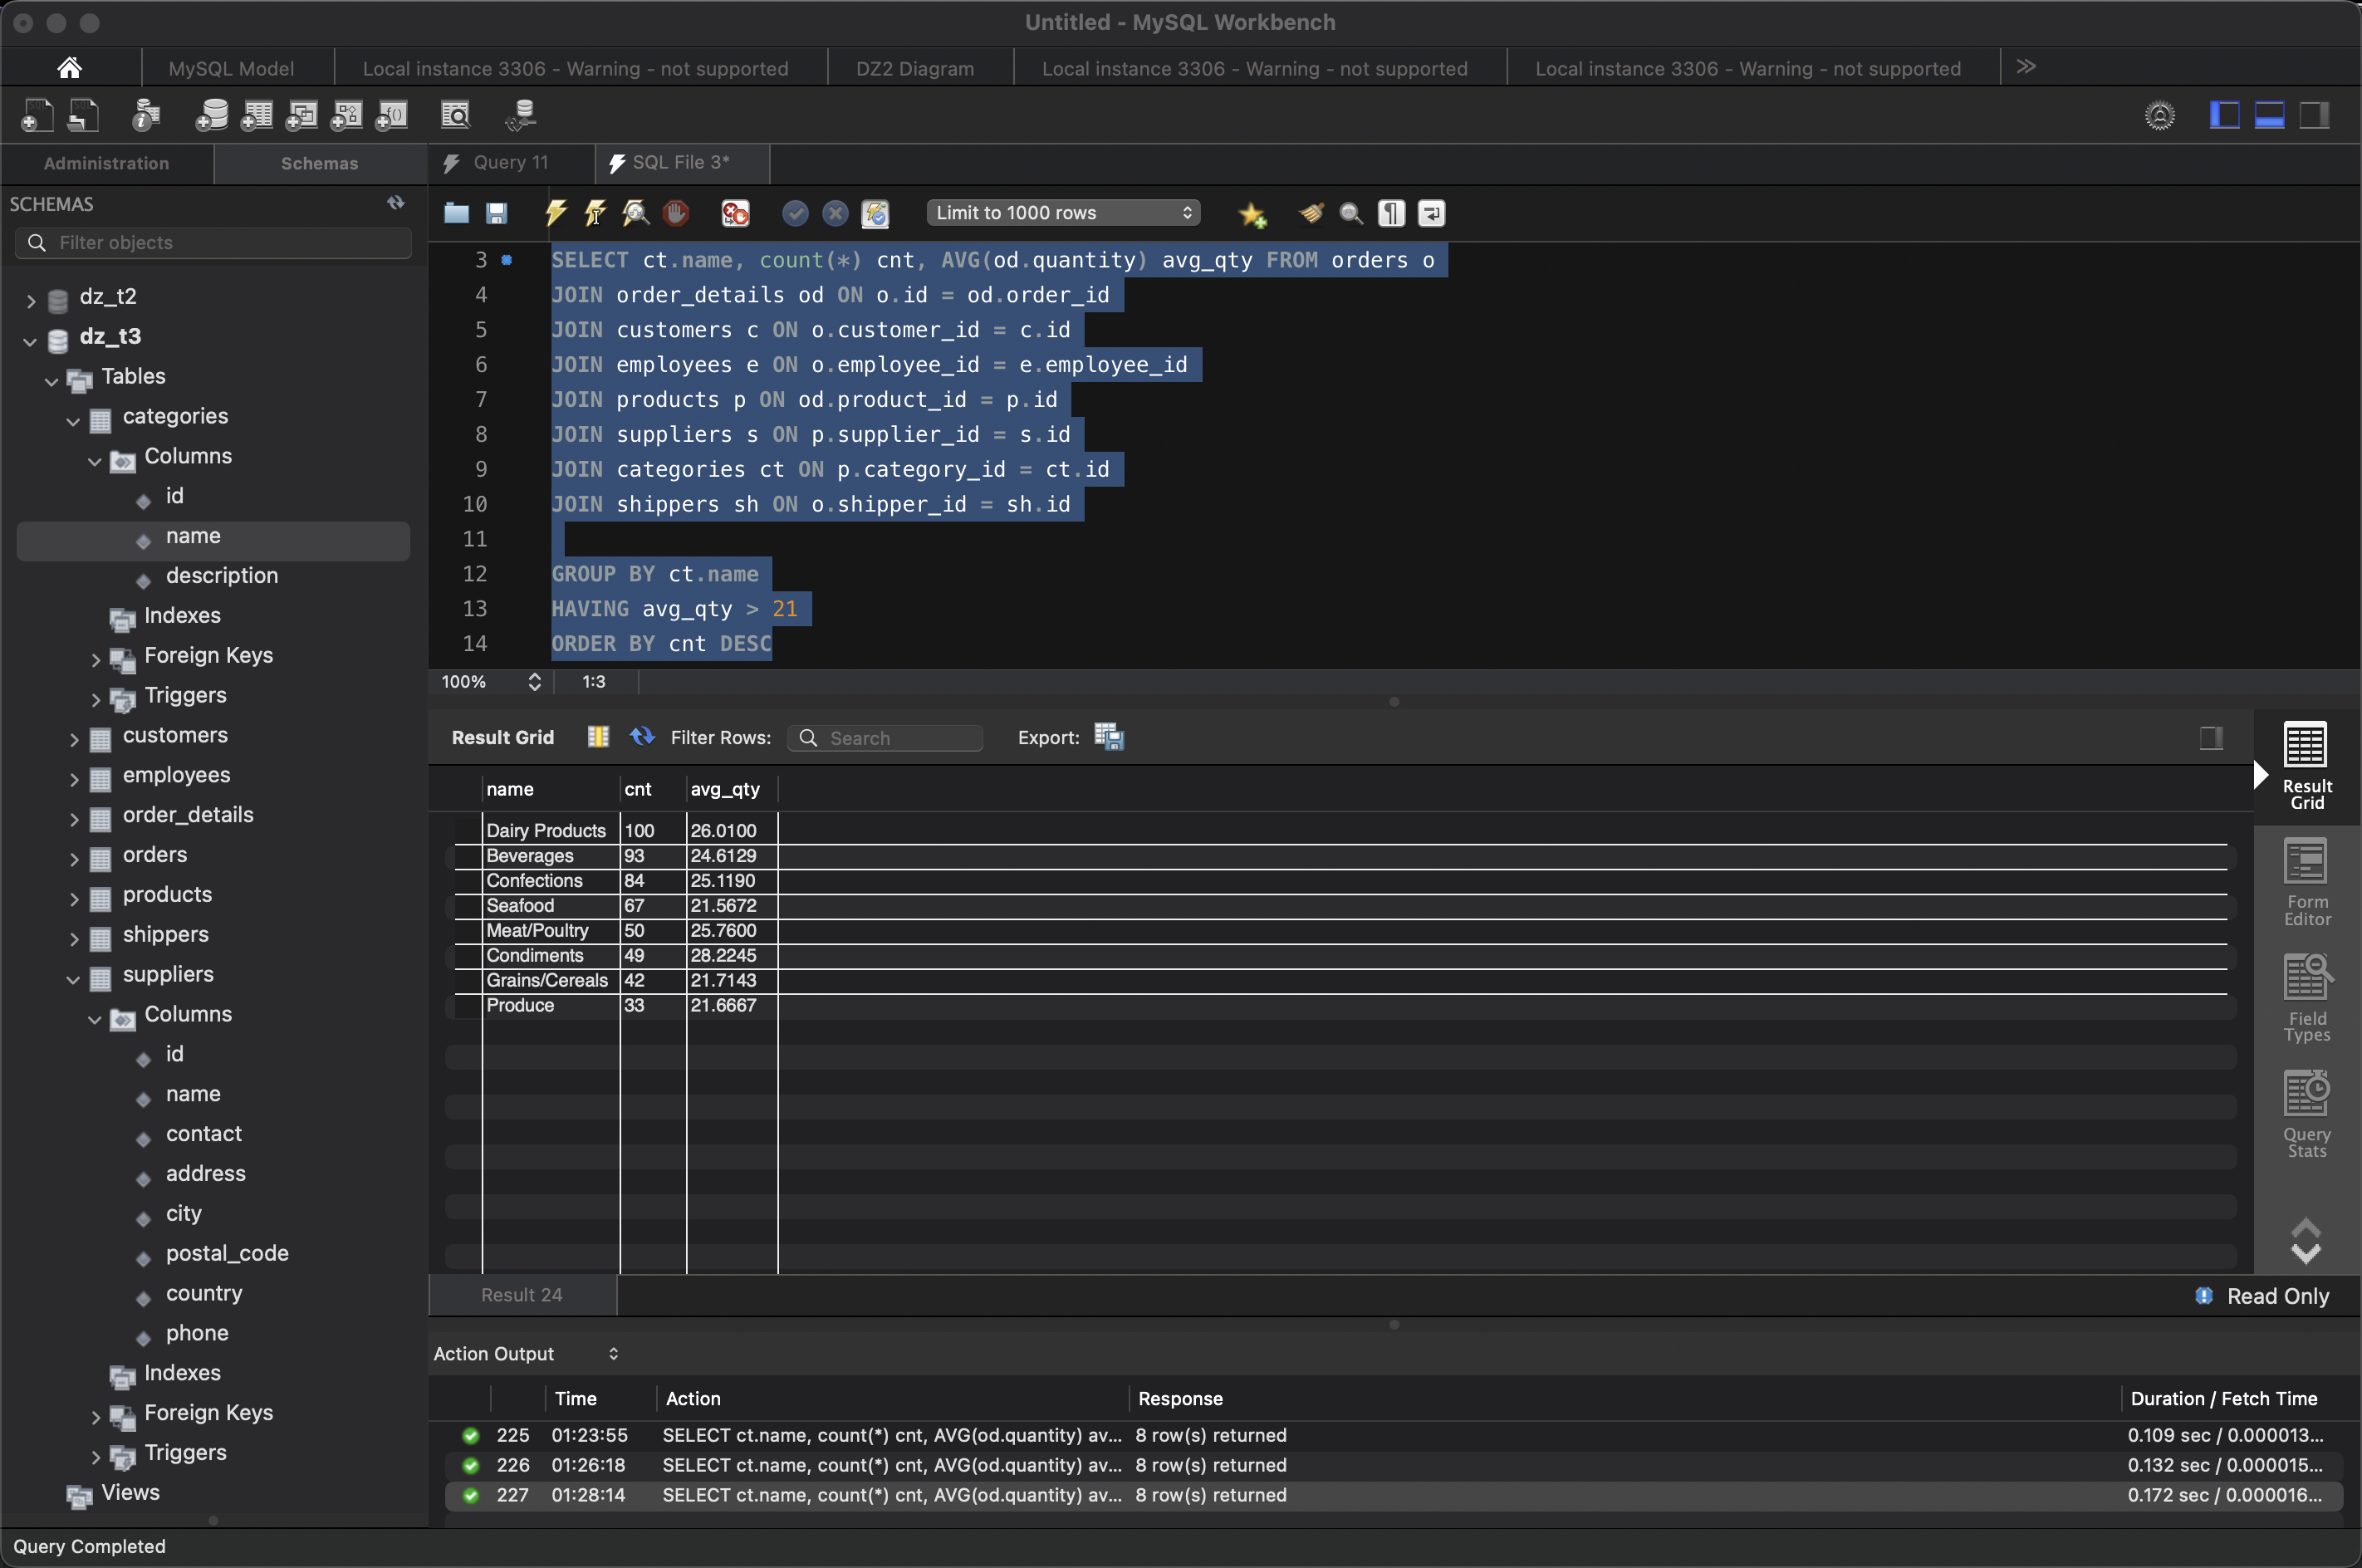 Untitled - MySQL Workbench
MySQL Model
Local instance 3306 - Warning - not supported
DZ2 Diagram
Local instance 3306 - Warning - not supported
Local instance 3306 - Warning - not supported
Administration
Schemas
Query 11
SQL File 3*
SCHEMAS
Filter objects
dz_t2
dz_t3
Tables
categories
Columns
id
name
description
Indexes
Foreign Keys
Triggers
customers
employees
order_details
orders
products
shippers
suppliers
Columns
id
name
contact
address
city
postal_code
country
phone
Indexes
Foreign Keys
Triggers
Views
Limit to 1000 rows
3 SELECT ct.name, count(*) cnt, AVG(od.quantity) avg_qty FROM orders o
4 JOIN order_details od ON o.id = od.order_id
5 JOIN customers c ON o.customer_id = c.id
6 JOIN employees e ON o.employee_id = e.employee_id
7 JOIN products p ON od.product_id = p.id
8 JOIN suppliers s ON p.supplier_id = s.id
9 JOIN categories ct ON p.category_id = ct.id
10 JOIN shippers sh ON o.shipper_id = sh.id
11
12 GROUP BY ct.name
13 HAVING avg_qty > 21
14 ORDER BY cnt DESC
100% 1:3
Result Grid Filter Rows: Search Export:
name cnt avg_qty
Dairy Products 100 26.0100
Beverages 93 24.6129
Confections 84 25.1190
Seafood 67 21.5672
Meat/Poultry 50 25.7600
Condiments 49 28.2245
Grains/Cereals 42 21.7143
Produce 33 21.6667
Result
Grid
Form
Editor
Field
Types
Query
Stats
Result 24
Read Only
Action Output
Time Action Response Duration / Fetch Time
225 01:23:55 SELECT ct.name, count(*) cnt, AVG(od.quantity) av... 8 row(s) returned 0.109 sec / 0.000013...
226 01:26:18 SELECT ct.name, count(*) cnt, AVG(od.quantity) av... 8 row(s) returned 0.132 sec / 0.000015...
227 01:28:14 SELECT ct.name, count(*) cnt, AVG(od.quantity) av... 8 row(s) returned 0.172 sec / 0.000016...
Query Completed